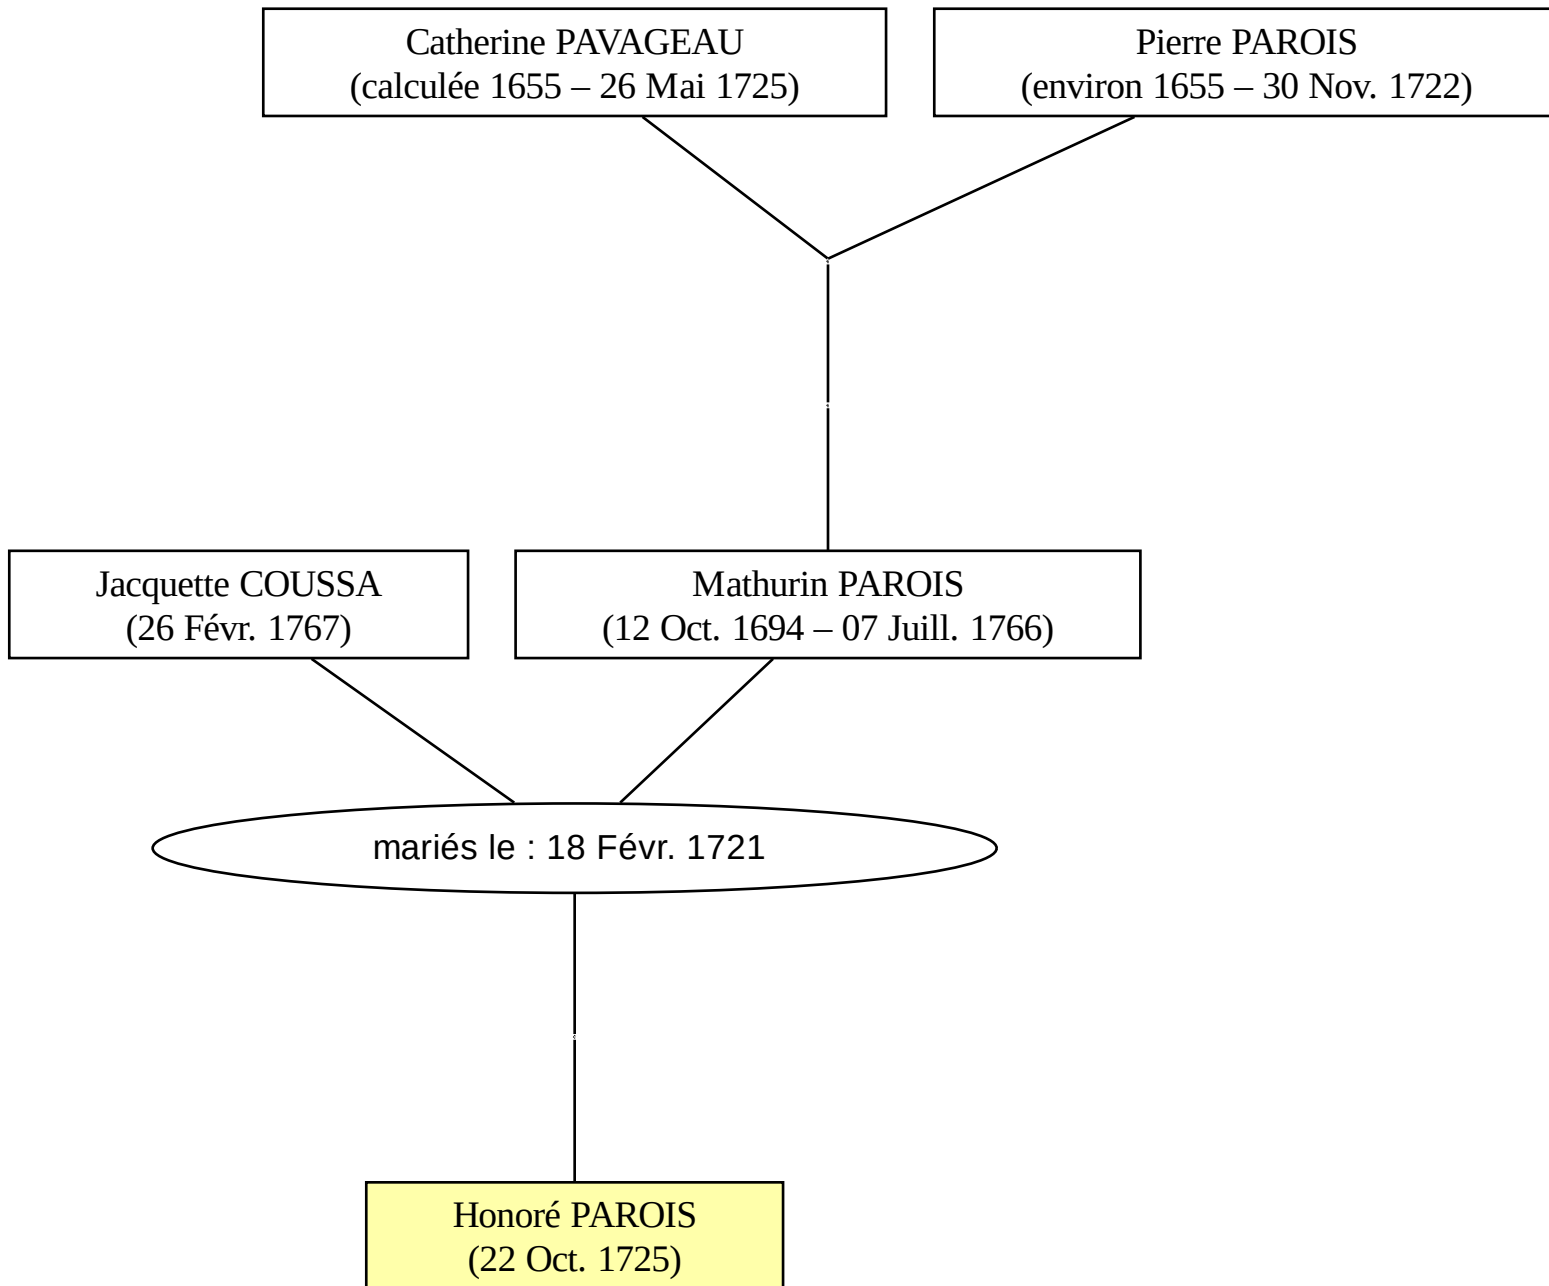 Catherine PAVAGEAU
(calculée 1655 – 26 Mai 1725)
Pierre PAROIS
(environ 1655 – 30 Nov. 1722)
Jacquette COUSSA
(26 Févr. 1767)
Mathurin PAROIS
(12 Oct. 1694 – 07 Juill. 1766)
mariés le : 18 Févr. 1721
Honoré PAROIS
(22 Oct. 1725)